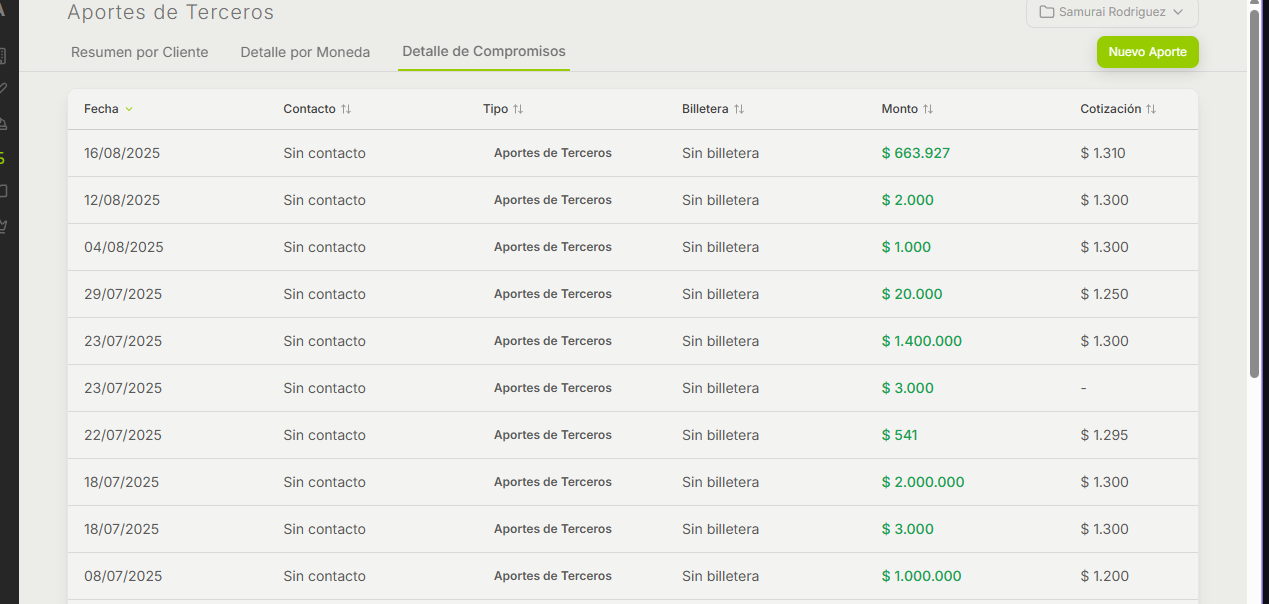 Aportes de Terceros
Samurai Rodriguez
Resumen por Cliente Detalle por Moneda Detalle de Compromisos
Nuevo Aporte
Fecha Contacto Tipo Billetera Monto Cotización
16/08/2025 Sin contacto Aportes de Terceros Sin billetera $ 663.927 $ 1.310
12/08/2025 Sin contacto Aportes de Terceros Sin billetera $ 2.000 $ 1.300
04/08/2025 Sin contacto Aportes de Terceros Sin billetera $ 1.000 $ 1.300
29/07/2025 Sin contacto Aportes de Terceros Sin billetera $ 20.000 $ 1.250
23/07/2025 Sin contacto Aportes de Terceros Sin billetera $ 1.400.000 $ 1.300
23/07/2025 Sin contacto Aportes de Terceros Sin billetera $ 3.000 -
22/07/2025 Sin contacto Aportes de Terceros Sin billetera $ 541 $ 1.295
18/07/2025 Sin contacto Aportes de Terceros Sin billetera $ 2.000.000 $ 1.300
18/07/2025 Sin contacto Aportes de Terceros Sin billetera $ 3.000 $ 1.300
08/07/2025 Sin contacto Aportes de Terceros Sin billetera $ 1.000.000 $ 1.200